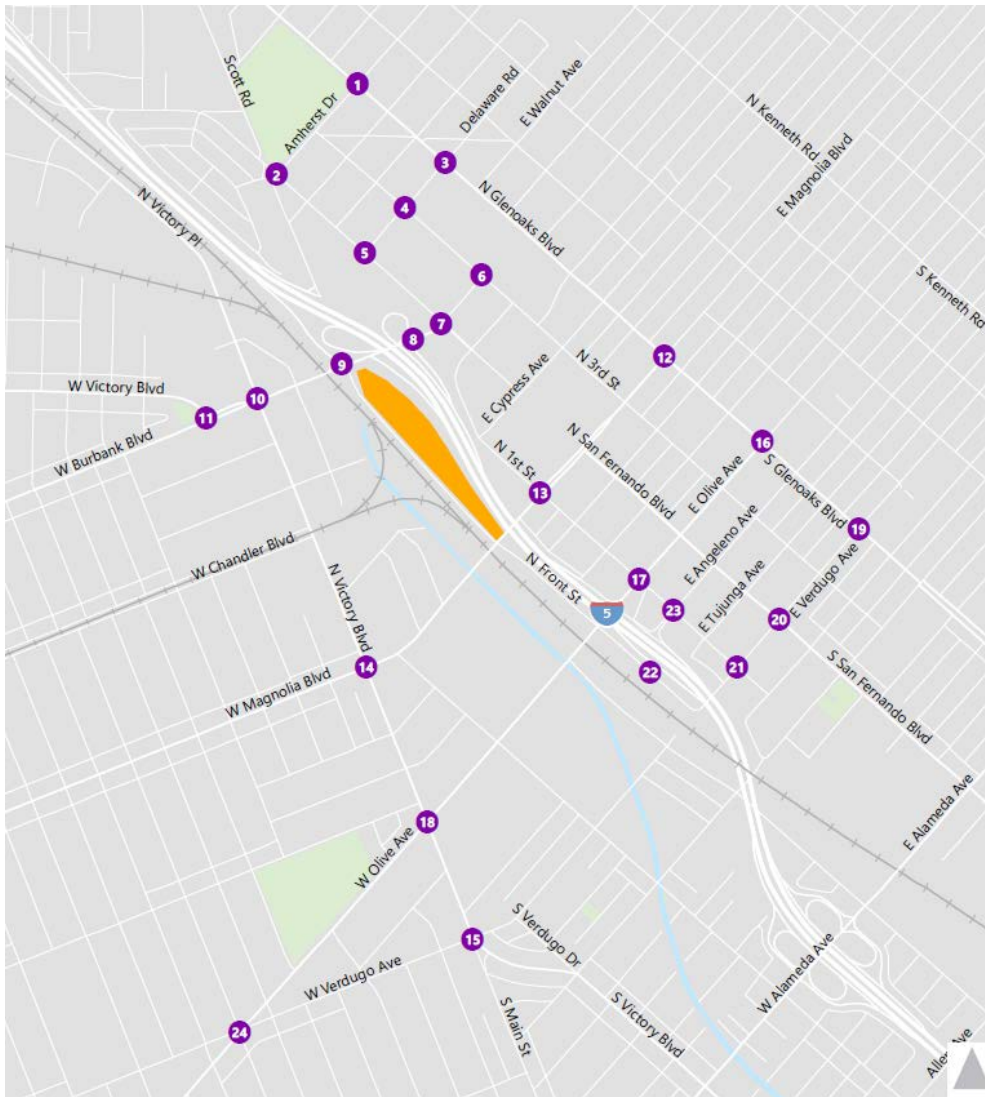 1
Scott Rd
Amherst Dr
Delaware Rd
E Walnut Ave
N Kenneth Rd
E Magnolia Blvd
2
3
N Victory Pl
4
N Glenoaks Blvd
5
6
S Kenneth Rd
7
8
9
12
N 3rd St
E Cypress Ave
W Victory Blvd
10
11
W Burbank Blvd
N 1st St
N San Fernando Blvd
E Olive Ave
16
S Glenoaks Blvd
13
19
W Chandler Blvd
N Front St
E Angeleno Ave
E Verdugo Ave
N Victory Blvd
17
5
23
E Tujunga Ave
20
14
22
21
S San Fernando Blvd
W Magnolia Blvd
E Alameda Ave
18
W Olive Ave
15
S Verdugo Dr
W Verdugo Ave
W Alameda Ave
S Main St
S Victory Blvd
24